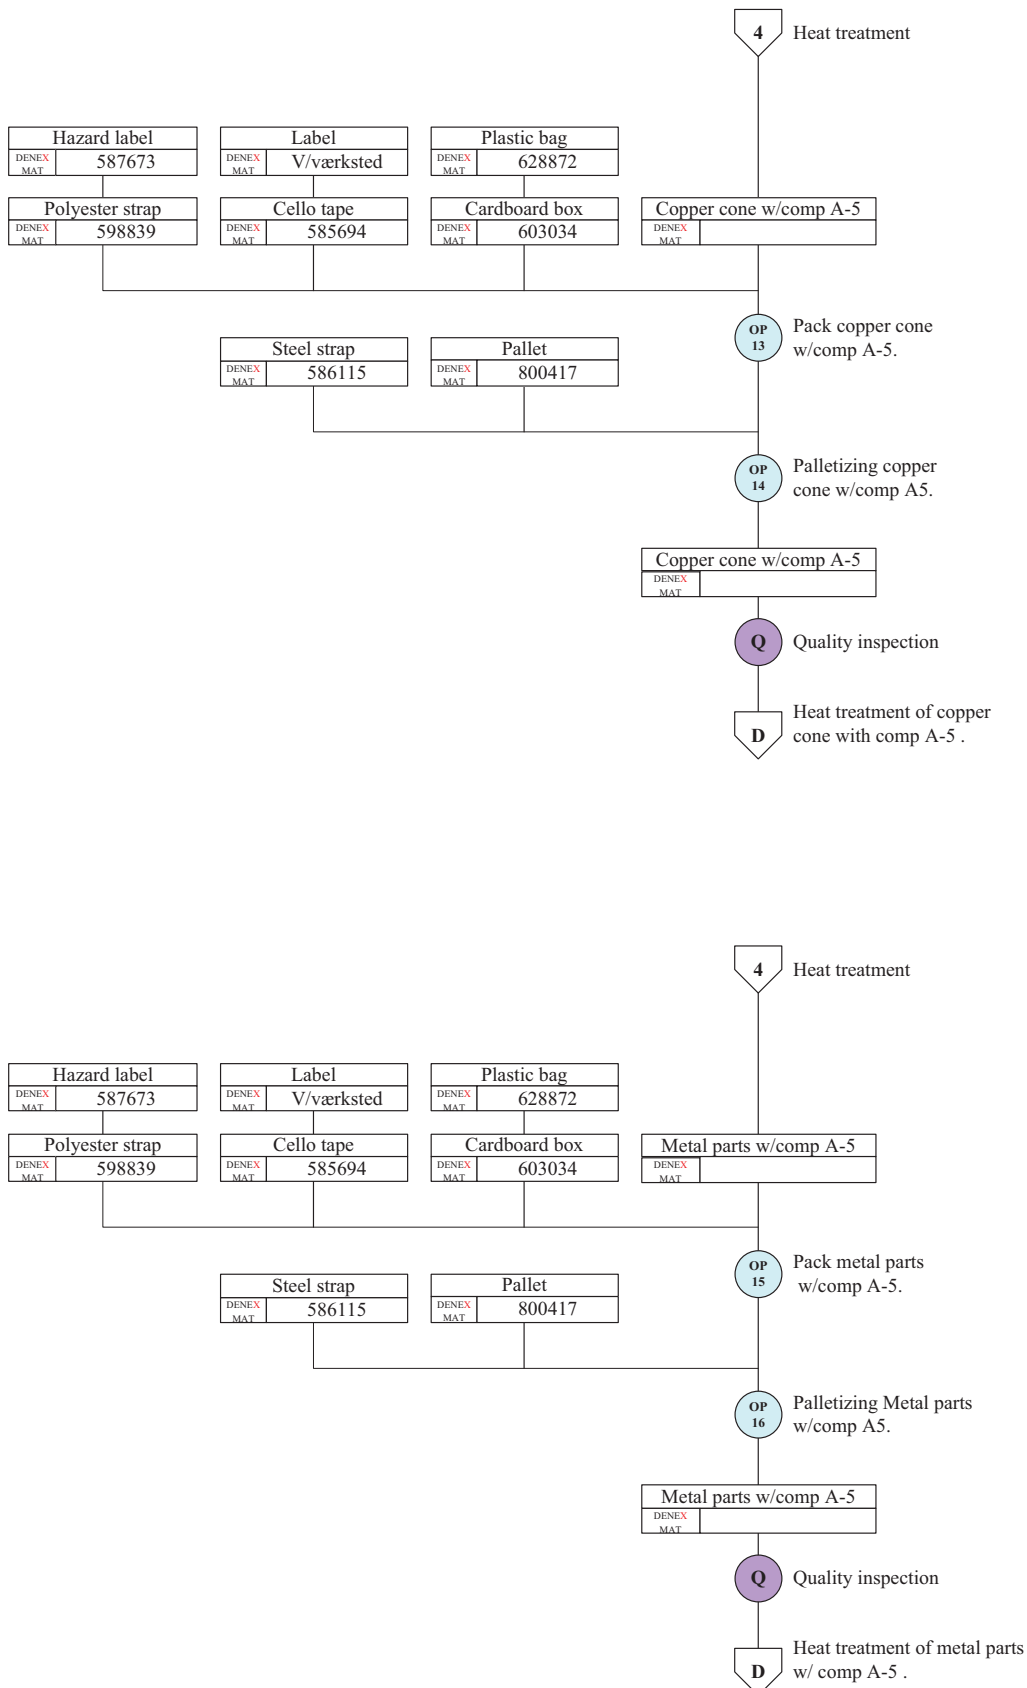 4
Heat treatment
Hazard label
DENEX
MAT
587673
Label
DENEX
MAT
V/værksted
Plastic bag
DENEX
MAT
628872
Polyester strap
DENEX
MAT
598839
Cello tape
DENEX
MAT
585694
Cardboard box
DENEX
MAT
603034
Copper cone w/comp A-5
DENEX
MAT
OP
13
Pack copper cone
w/comp A-5.
Steel strap
DENEX
MAT
586115
Pallet
DENEX
MAT
800417
OP
14
Palletizing copper
cone w/comp A5.
Copper cone w/comp A-5
DENEX
MAT
Q
Quality inspection
D
Heat treatment of copper
cone with comp A-5 .
4
Heat treatment
Hazard label
DENEX
MAT
587673
Label
DENEX
MAT
V/værksted
Plastic bag
DENEX
MAT
628872
Polyester strap
DENEX
MAT
598839
Cello tape
DENEX
MAT
585694
Cardboard box
DENEX
MAT
603034
Metal parts w/comp A-5
DENEX
MAT
OP
15
Pack metal parts
w/comp A-5.
Steel strap
DENEX
MAT
586115
Pallet
DENEX
MAT
800417
OP
16
Palletizing Metal parts
w/comp A5.
Metal parts w/comp A-5
DENEX
MAT
Q
Quality inspection
D
Heat treatment of metal parts
w/ comp A-5 .